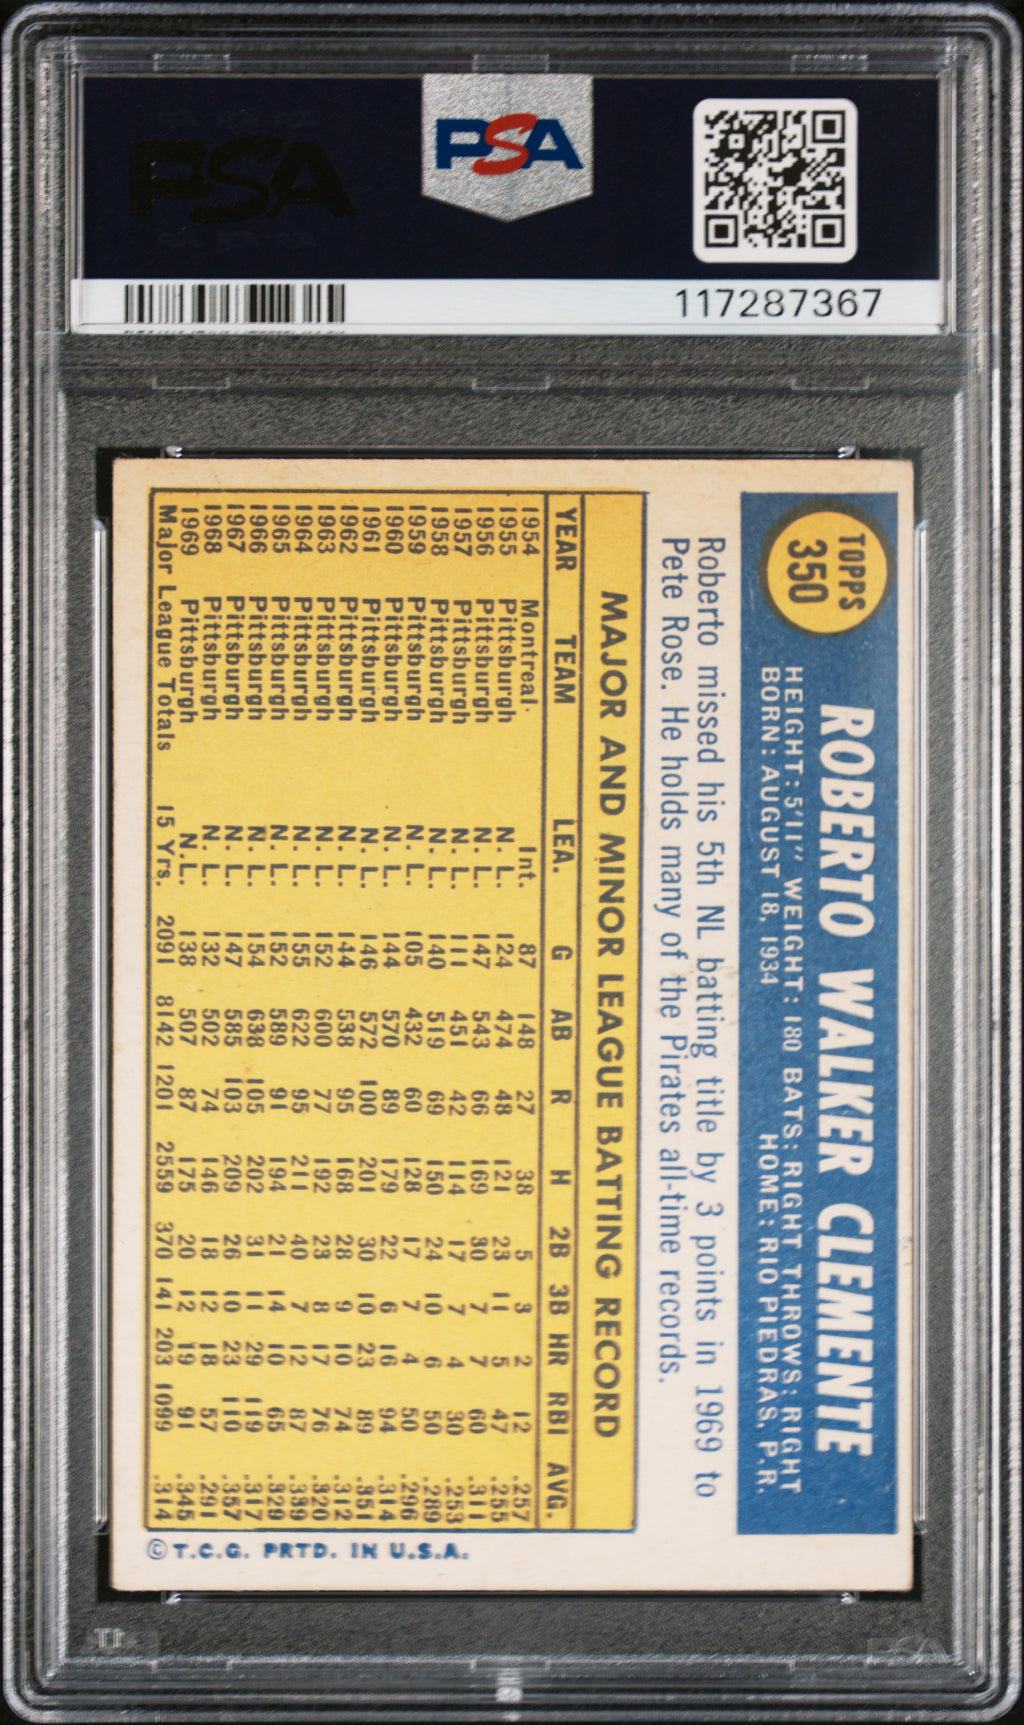 PSA
PSA
117287367
TOPPS
350
ROBERTO WALKER CLEMENTE
HEIGHT: 5'11" WEIGHT: 180 BATS: RIGHT THROWS: RIGHT
BORN: AUGUST 18, 1934 HOME: RIO PIEDRAS, P.R.
Roberto missed his 5th NL batting title by 3 points in 1969 to
Pete Rose. He holds many of the Pirates all-time records.
MAJOR AND MINOR LEAGUE BATTING RECORD
YEAR TEAM LEA. G AB R H 2B 3B HR RBI AVG.
1954 Montreal Int. 87 148 27 38 5 3 2 12 .257
1955 Pittsburgh N. L. 124 474 48 121 23 11 5 47 .255
1956 Pittsburgh N. L. 147 543 66 169 30 7 7 60 .311
1957 Pittsburgh N. L. 111 451 42 114 17 7 4 30 .253
1958 Pittsburgh N. L. 140 519 69 150 24 10 6 50 .289
1959 Pittsburgh N. L. 105 432 60 128 17 7 4 50 .296
1960 Pittsburgh N. L. 144 570 89 179 22 6 16 94 .314
1961 Pittsburgh N. L. 146 572 100 201 30 10 23 89 .351
1962 Pittsburgh N. L. 144 538 95 168 28 9 10 74 .312
1963 Pittsburgh N. L. 152 600 77 192 23 8 17 76 .320
1964 Pittsburgh N. L. 155 622 95 211 40 7 12 87 .339
1965 Pittsburgh N. L. 152 589 91 194 21 14 10 65 .329
1966 Pittsburgh N. L. 154 638 105 202 31 11 29 119 .317
1967 Pittsburgh N. L. 147 585 103 209 26 10 23 110 .357
1968 Pittsburgh N. L. 132 502 74 146 18 12 18 57 .291
1969 Pittsburgh N.L. 138 507 87 175 20 12 19 91 .345
Major League Totals 15 Yrs. 2091 8142 1201 2559 370 141 203 1099 .314
© T.C.G. PRTD. IN U.S.A.
PSA